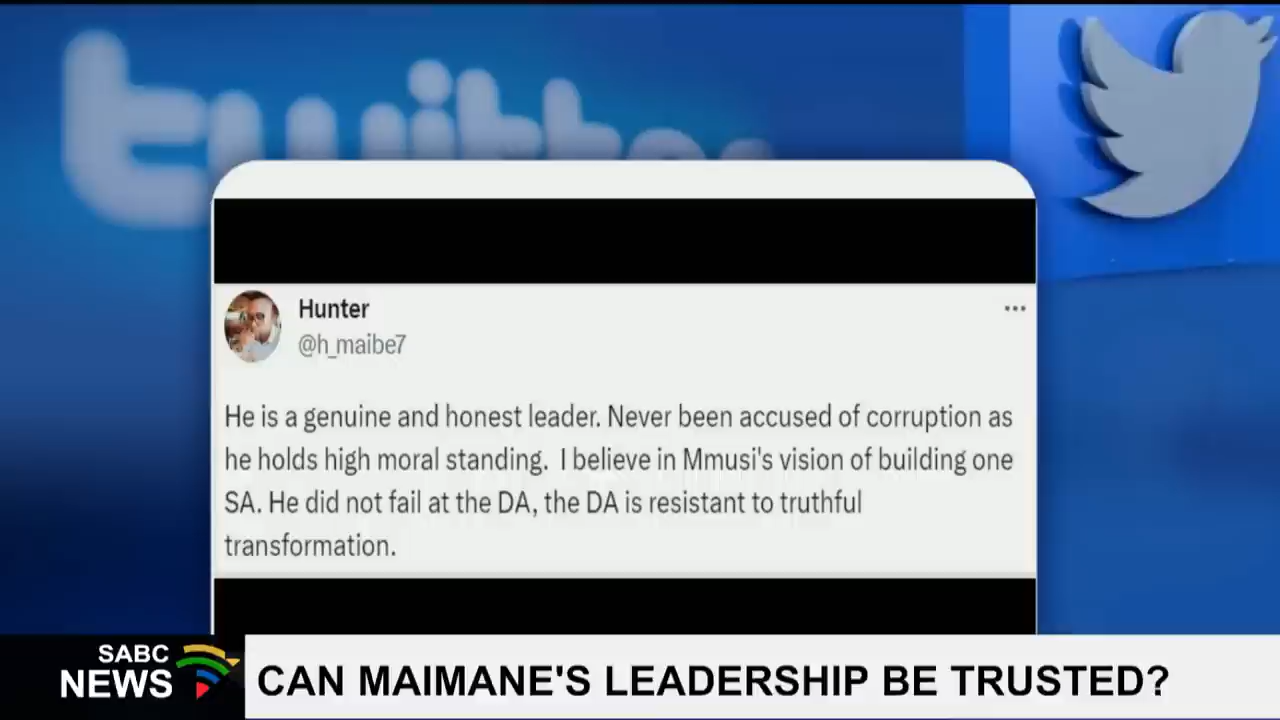 twitter
Hunter
@h_maibe7
He is a genuine and honest leader. Never been accused of corruption as
he holds high moral standing. I believe in Mmusi's vision of building one
SA. He did not fail at the DA, the DA is resistant to truthful
transformation.
SABC
NEWS
CAN MAIMANE'S LEADERSHIP BE TRUSTED?